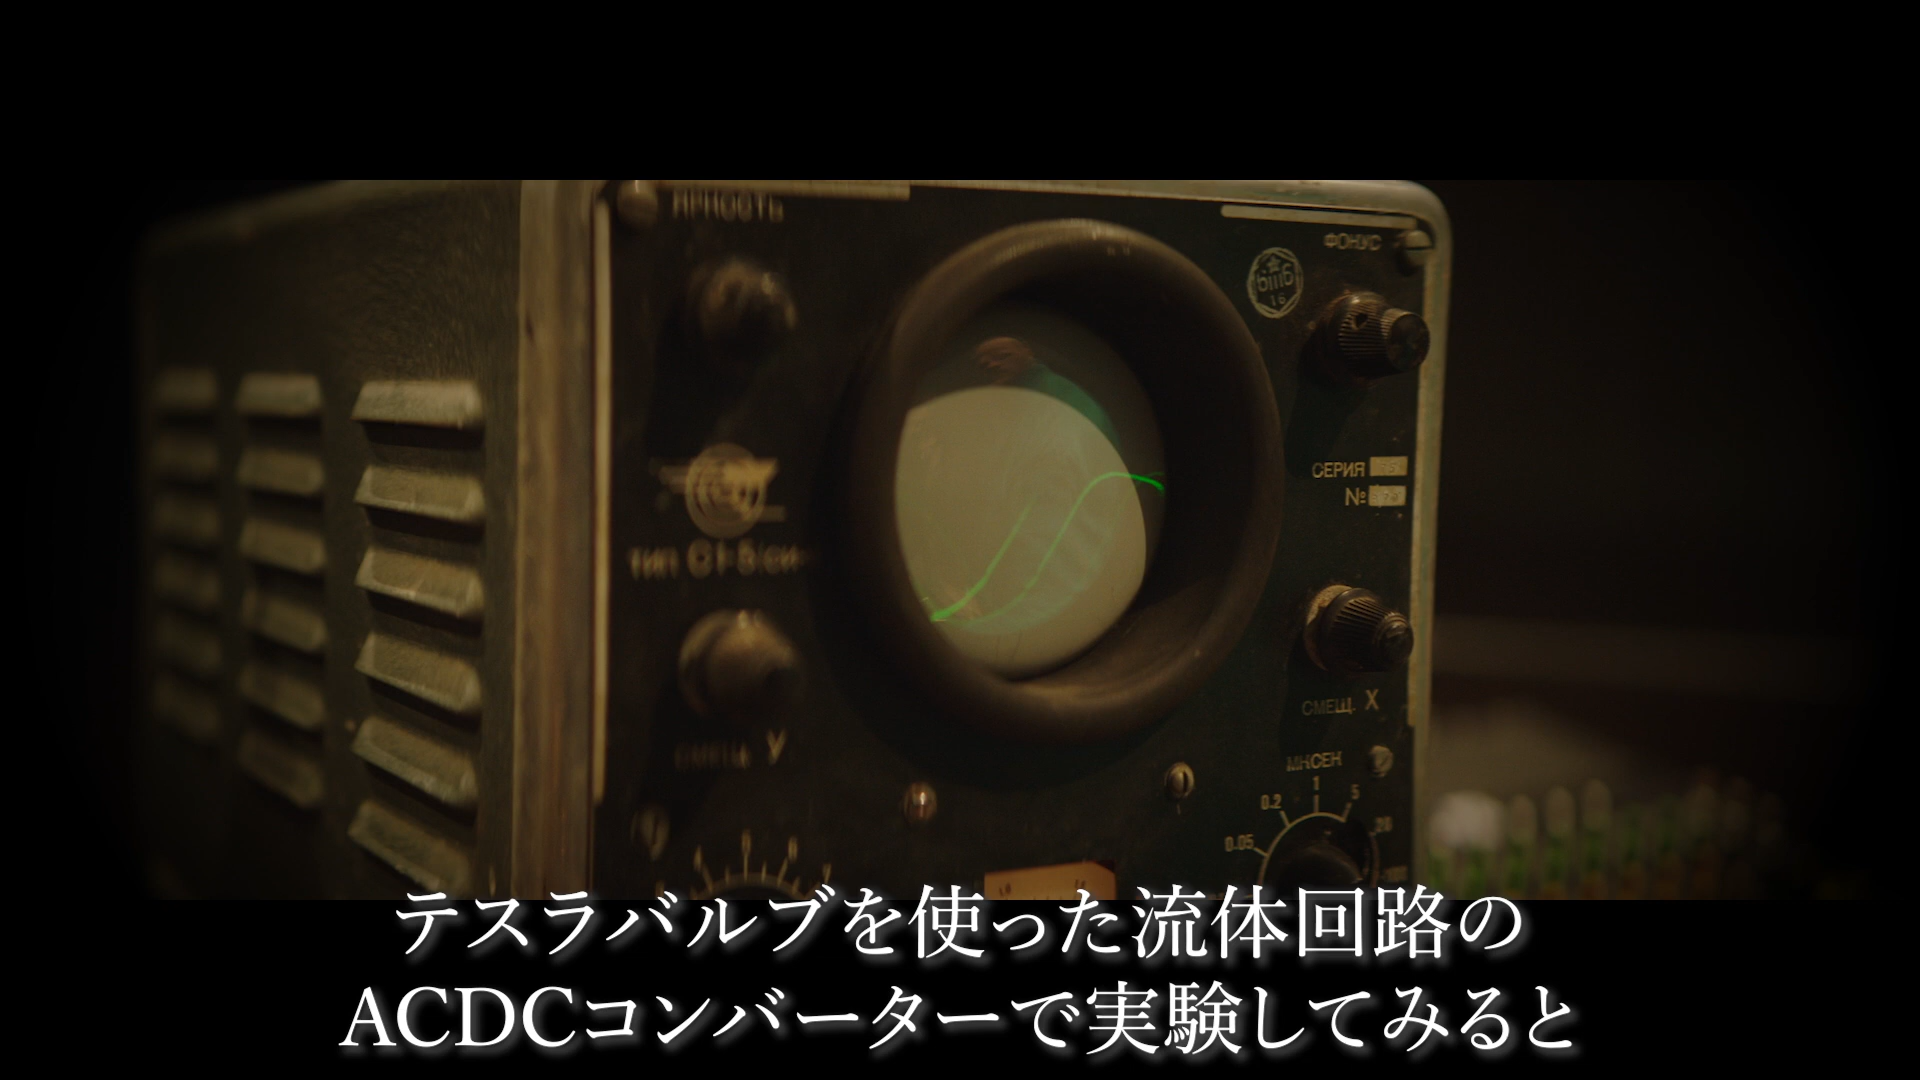 ЯРКОСТЬ
ФОКУС
СЕРИЯ
№
ТИП С1-5
СМЕЩ. У
СМЕЩ. Х
МКСЕК
0.05
0.2
1
5
20
テスラバルブを使った流体回路の
ACDCコンバーターで実験してみると